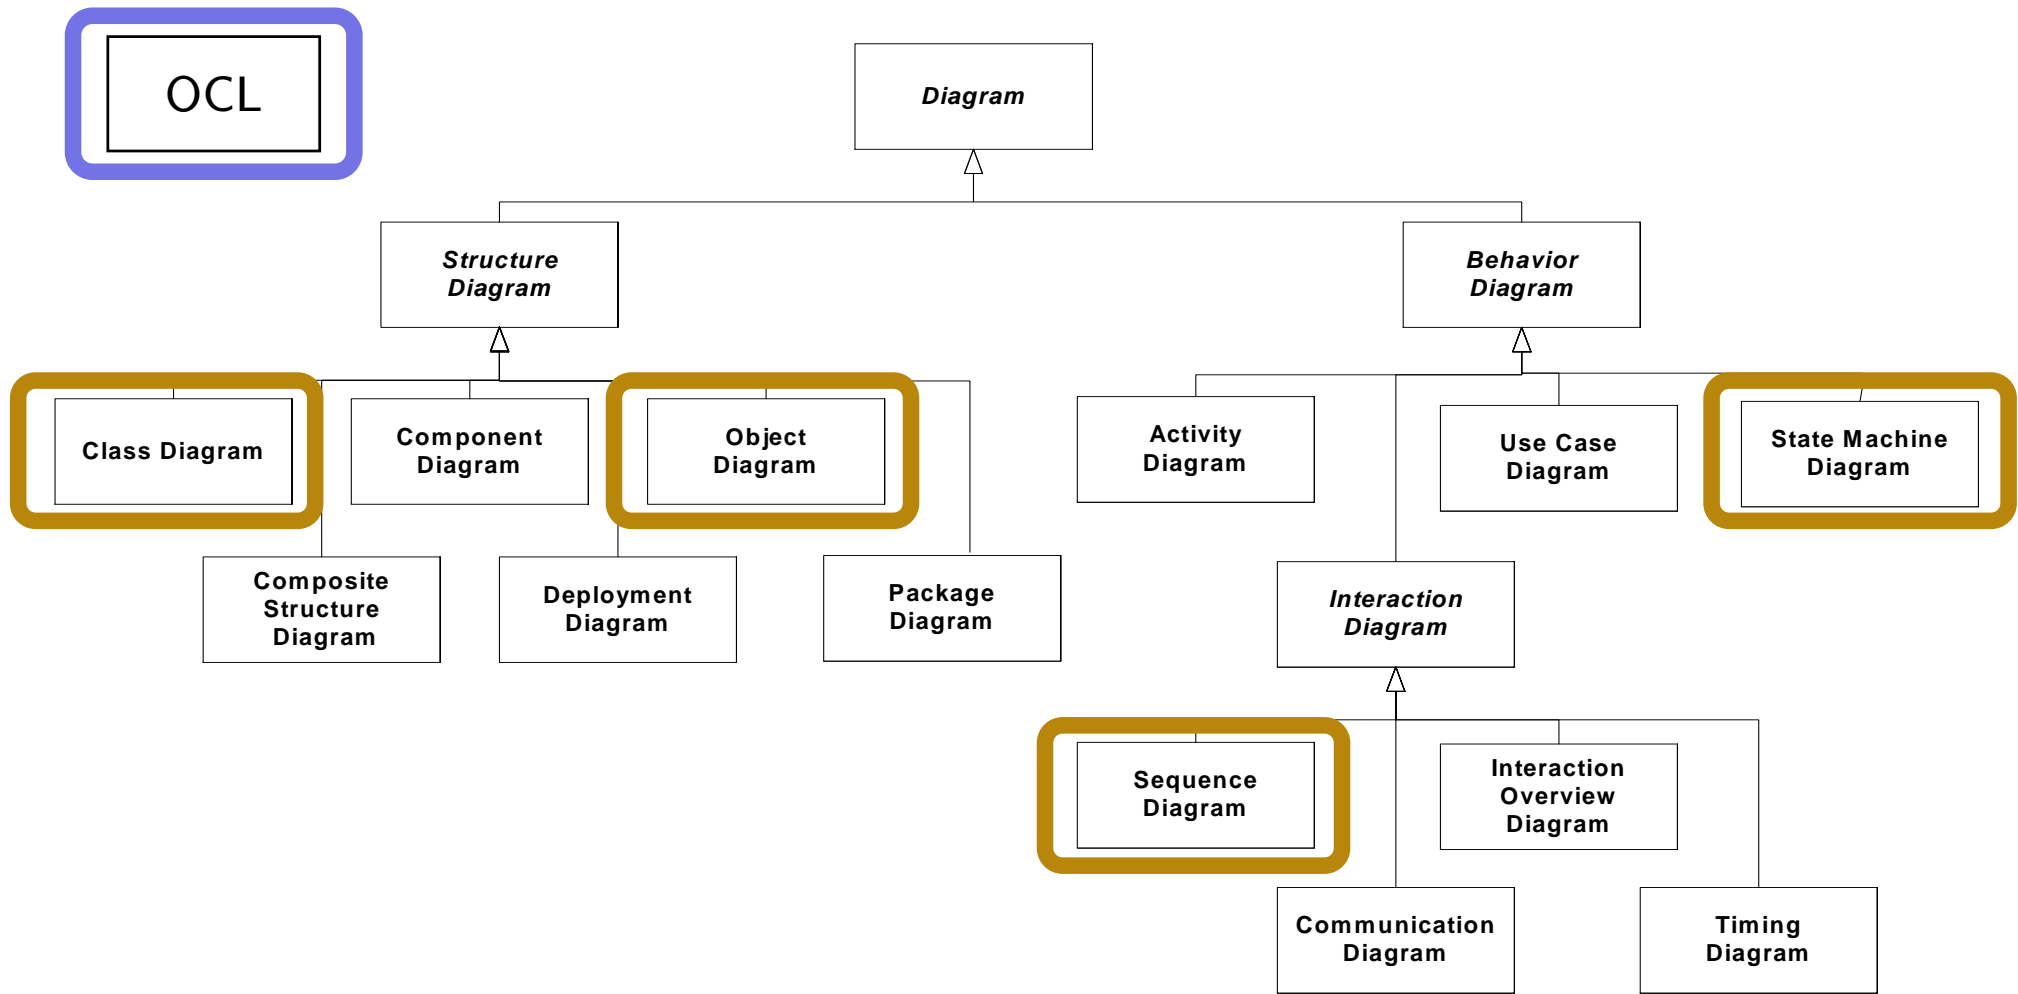 OCL
Diagram
Structure
Diagram
Behavior
Diagram
Class Diagram
Component
Diagram
Object
Diagram
Activity
Diagram
Use Case
Diagram
State Machine
Diagram
Composite
Structure
Diagram
Deployment
Diagram
Package
Diagram
Interaction
Diagram
Sequence
Diagram
Interaction
Overview
Diagram
Communication
Diagram
Timing
Diagram